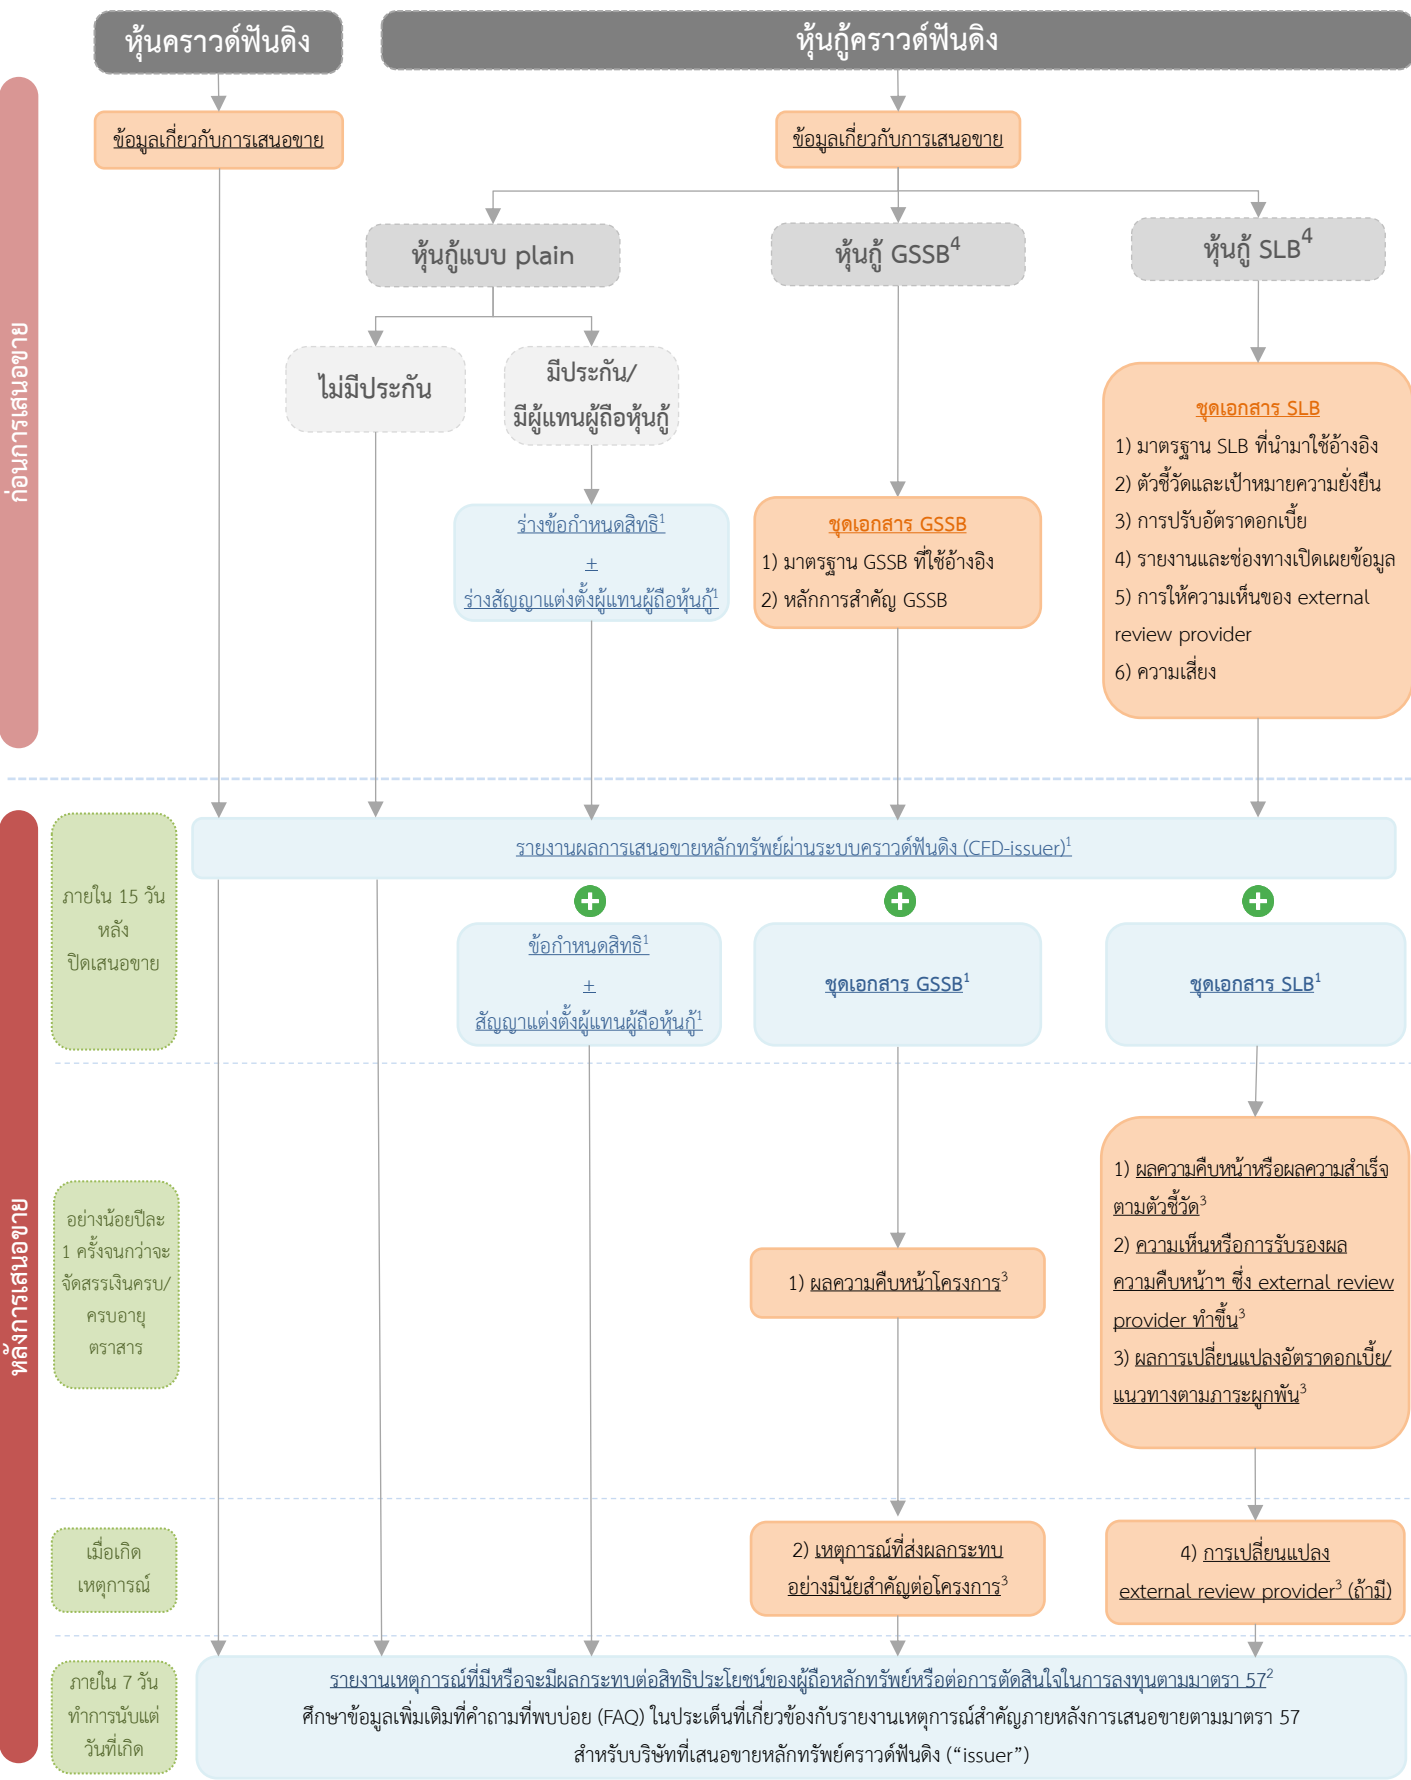 หุ้นคราวด์ฟันดิง
หุ้นกู้คราวด์ฟันดิง
ก่อนการเสนอขาย
ข้อมูลเกี่ยวกับการเสนอขาย
ข้อมูลเกี่ยวกับการเสนอขาย
หุ้นกู้แบบ plain
หุ้นกู้ GSSB4
หุ้นกู้ SLB4
ไม่มีประกัน
มีประกัน/
มีผู้แทนผู้ถือหุ้นกู้
ร่างข้อกำหนดสิทธิ1
+
ร่างสัญญาแต่งตั้งผู้แทนผู้ถือหุ้นกู้1
ชุดเอกสาร GSSB
1) มาตรฐาน GSSB ที่ใช้อ้างอิง
2) หลักการสำคัญ GSSB
ชุดเอกสาร SLB
1) มาตรฐาน SLB ที่นำมาใช้อ้างอิง
2) ตัวชี้วัดและเป้าหมายความยั่งยืน
3) การปรับอัตราดอกเบี้ย
4) รายงานและช่องทางเปิดเผยข้อมูล
5) การให้ความเห็นของ external
review provider
6) ความเสี่ยง
หลังการเสนอขาย
ภายใน 15 วัน
หลัง
ปิดเสนอขาย
รายงานผลการเสนอขายหลักทรัพย์ผ่านระบบคราวด์ฟันดิง (CFD-issuer)1
ข้อกำหนดสิทธิ1
+
สัญญาแต่งตั้งผู้แทนผู้ถือหุ้นกู้1
ชุดเอกสาร GSSB1
ชุดเอกสาร SLB1
อย่างน้อยปีละ
1 ครั้งจนกว่าจะ
จัดสรรเงินครบ/
ครบอายุ
ตราสาร
1) ผลความคืบหน้าโครงการ3
1) ผลความคืบหน้าหรือผลความสำเร็จ
ตามตัวชี้วัด3
2) ความเห็นหรือการรับรองผล
ความคืบหน้าฯ ซึ่ง external review
provider ทำขึ้น3
3) ผลการเปลี่ยนแปลงอัตราดอกเบี้ย/
แนวทางตามภาระผูกพัน3
เมื่อเกิด
เหตุการณ์
2) เหตุการณ์ที่ส่งผลกระทบ
อย่างมีนัยสำคัญต่อโครงการ3
4) การเปลี่ยนแปลง
external review provider3 (ถ้ามี)
ภายใน 7 วัน
ทำการนับแต่
วันที่เกิด
รายงานเหตุการณ์ที่มีหรือจะมีผลกระทบต่อสิทธิประโยชน์ของผู้ถือหลักทรัพย์หรือต่อการตัดสินใจในการลงทุนตามมาตรา 572
ศึกษาข้อมูลเพิ่มเติมที่คำถามที่พบบ่อย (FAQ) ในประเด็นที่เกี่ยวข้องกับรายงานเหตุการณ์สำคัญภายหลังการเสนอขายตามมาตรา 57
สำหรับบริษัทที่เสนอขายหลักทรัพย์คราวด์ฟันดิง (“issuer”)